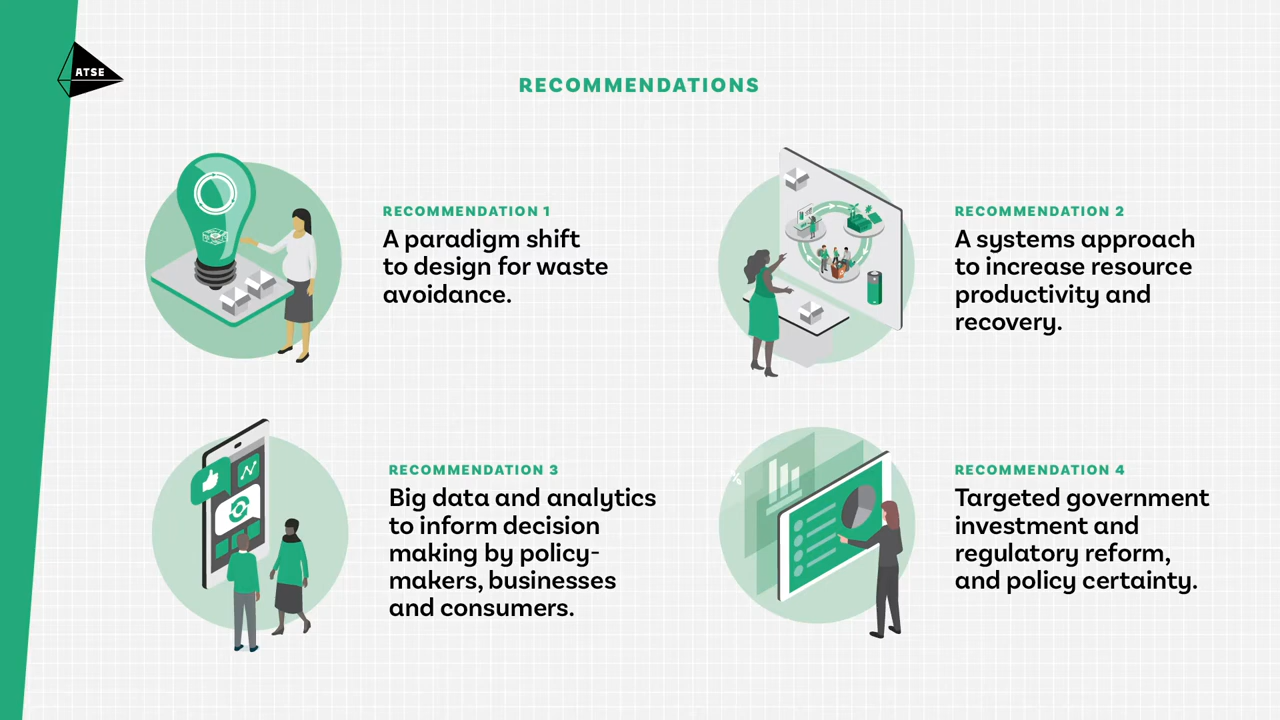 ATSE
RECOMMENDATIONS
RECOMMENDATION 1
A paradigm shift
to design for waste
avoidance.
RECOMMENDATION 2
A systems approach
to increase resource
productivity and
recovery.
RECOMMENDATION 3
Big data and analytics
to inform decision
making by policy-
makers, businesses
and consumers.
RECOMMENDATION 4
Targeted government
investment and
regulatory reform,
and policy certainty.